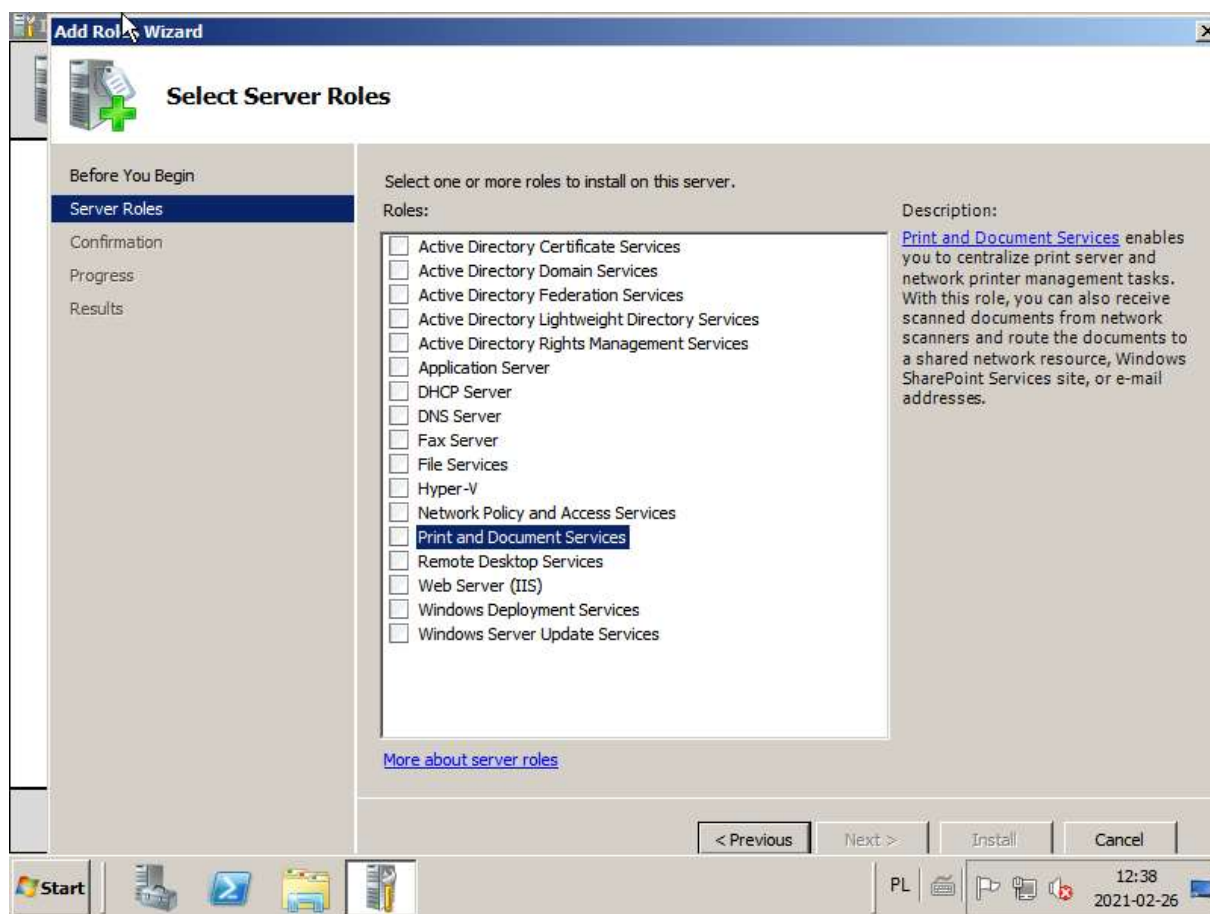 Add Roles Wizard
Select Server Roles
Before You Begin
Server Roles
Confirmation
Progress
Results
Select one or more roles to install on this server.
Roles:
Active Directory Certificate Services
Active Directory Domain Services
Active Directory Federation Services
Active Directory Lightweight Directory Services
Active Directory Rights Management Services
Application Server
DHCP Server
DNS Server
Fax Server
File Services
Hyper-V
Network Policy and Access Services
Print and Document Services
Remote Desktop Services
Web Server (IIS)
Windows Deployment Services
Windows Server Update Services
More about server roles
Description:
Print and Document Services enables
you to centralize print server and
network printer management tasks.
With this role, you can also receive
scanned documents from network
scanners and route the documents to
a shared network resource, Windows
SharePoint Services site, or e-mail
addresses.
< Previous
Next >
Install
Cancel
Start
PL
12:38
2021-02-26